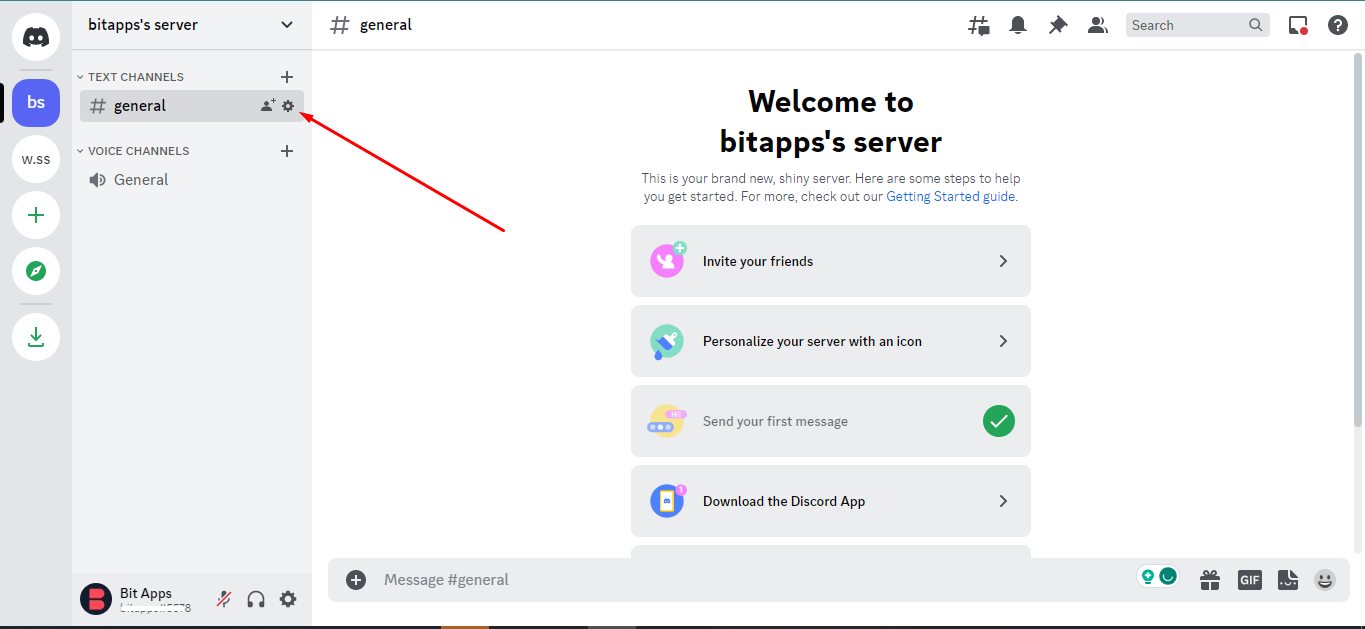 bitapps's server
general
Search
TEXT CHANNELS
general
VOICE CHANNELS
General
bs
w.ss
Welcome to
bitapps's server
This is your brand new, shiny server. Here are some steps to help
you get started. For more, check out our Getting Started guide.
Invite your friends
Personalize your server with an icon
Hi!
Send your first message
1
Download the Discord App
Message #general
GIF
Bit Apps